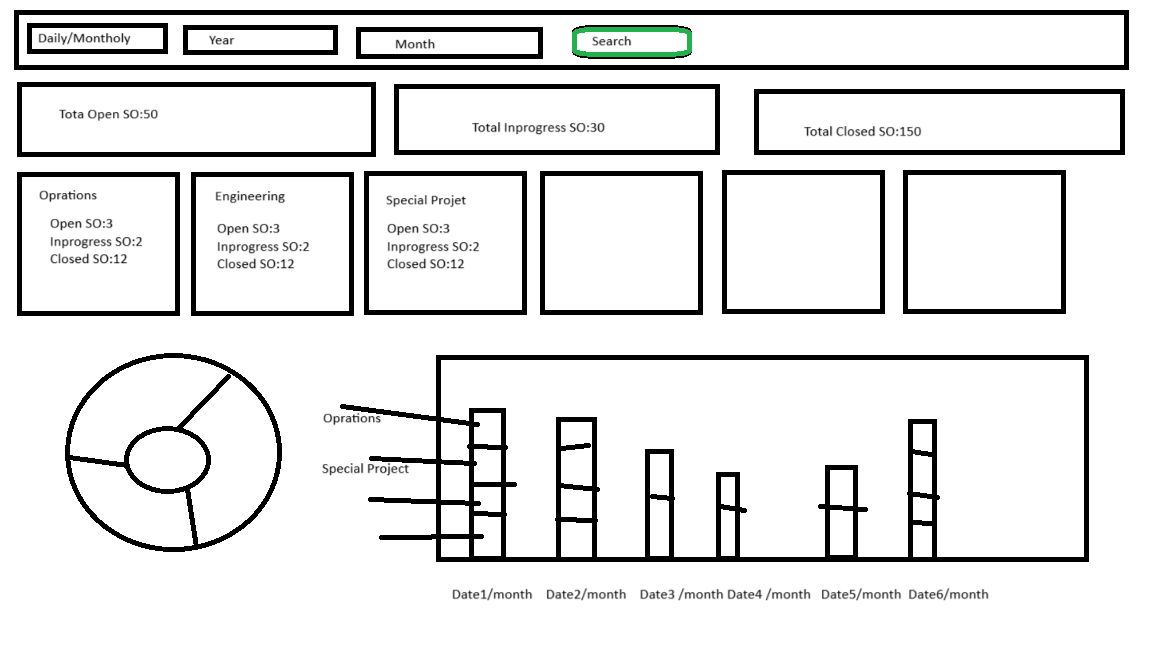 Daily/Montholy
Year
Month
Search
Tota Open SO:50
Total Inprogress SO:30
Total Closed SO:150
Oprations
Open SO:3
Inprogress SO:2
Closed SO:12
Engineering
Open SO:3
Inprogress SO:2
Closed SO:12
Special Projet
Open SO:3
Inprogress SO:2
Closed SO:12
Oprations
Special Project
Date1/month Date2/month Date3 /month Date4 /month Date5/month Date6/month